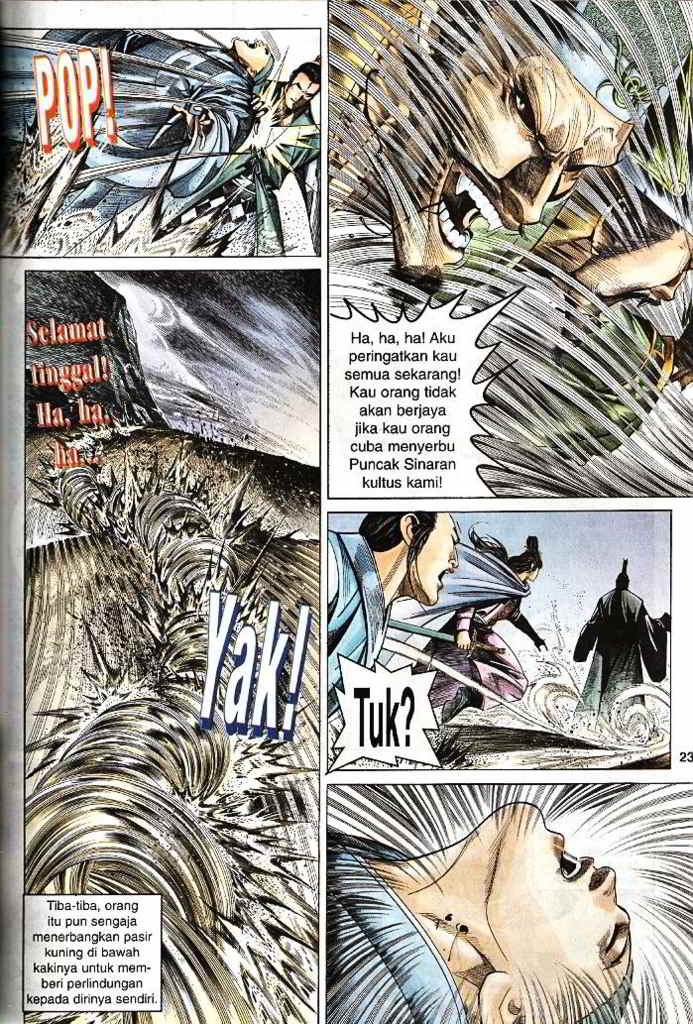 Ha, ha, ha! Aku
peringatkan kau
semua sekarang!
Kau orang tidak
akan berjaya
jika kau orang
cuba menyerbu
Puncak Sinaran
kultus kami!
POP!
Tuk?
23
Selamat
Tinggal!
Ha, ha,
ha...
Yak!
Tiba-tiba, orang
itu pun sengaja
menerbangkan pasir
kuning di bawah
kakinya untuk mem-
beri perlindungan
kepada dirinya sendiri.